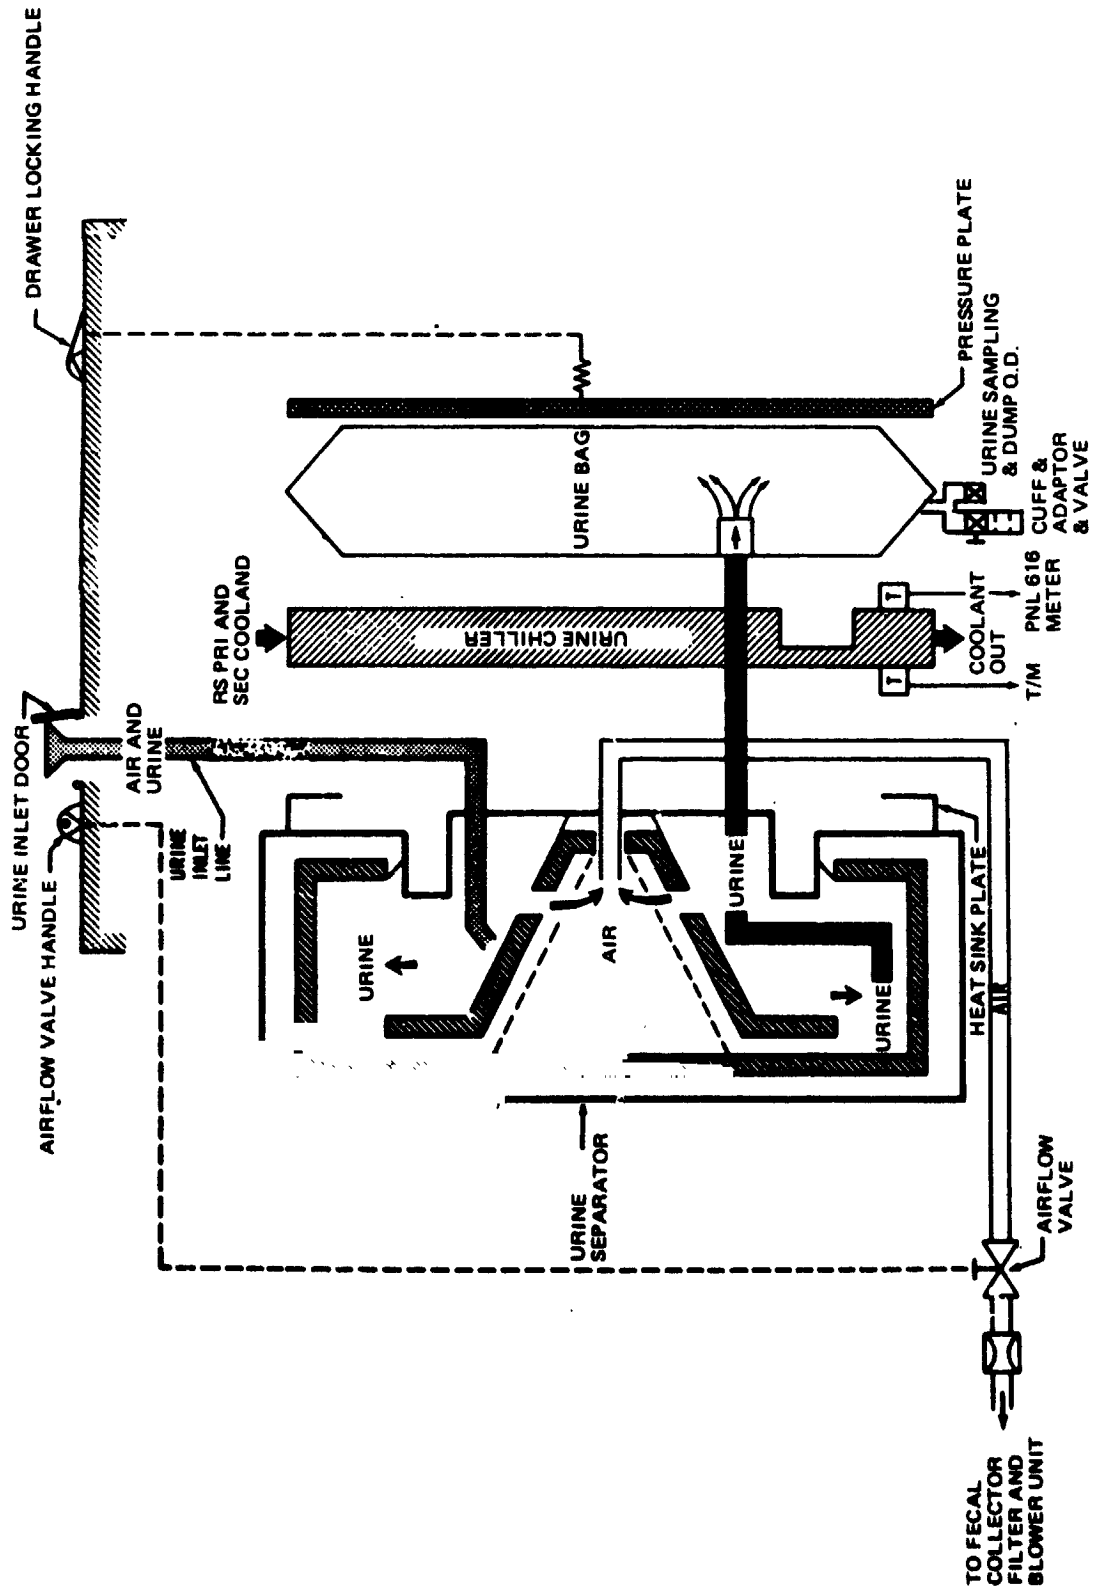 DRAWER LOCKING HANDLE
URINE INLET DOOR
AIRFLOW VALVE HANDLE
AIR AND
URINE
URINE
INLET
LINE
RS PRI AND
SEC COOLAND
URINE CHILLER
URINE BAG
PRESSURE PLATE
URINE SAMPLING
& DUMP Q.D.
CUFF &
ADAPTOR
& VALVE
T
T
PNL 616
METER
COOLANT
OUT
T/M
URINE
AIR
URINE
URINE
HEAT SINK PLATE
AIR
URINE
SEPARATOR
AIRFLOW
VALVE
TO FECAL
COLLECTOR
FILTER AND
BLOWER UNIT